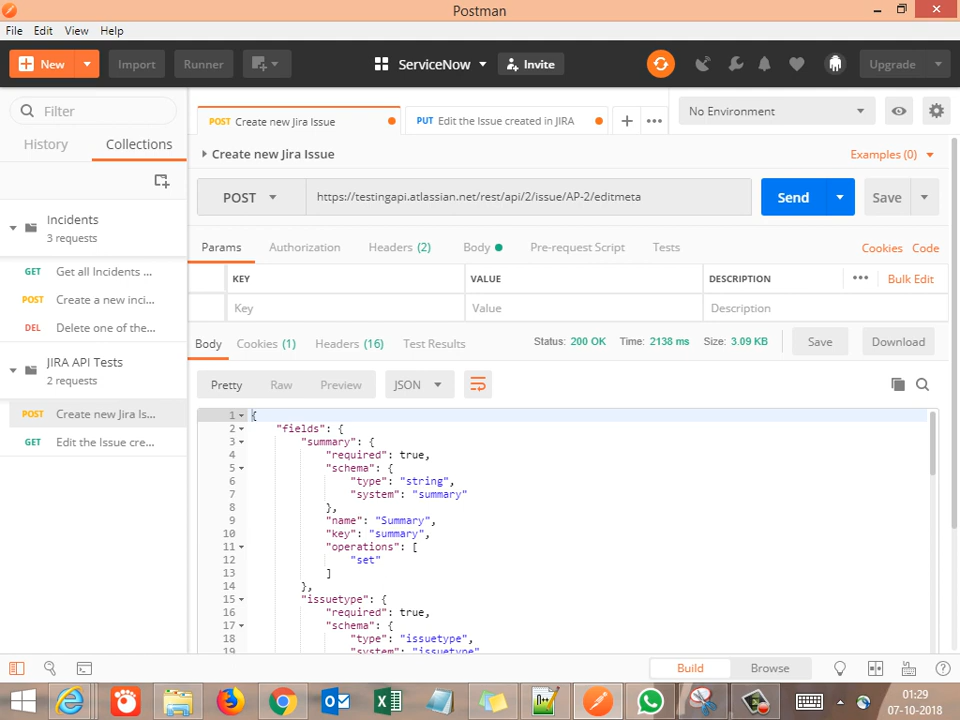 Postman
File Edit View Help
New Import Runner ServiceNow Invite Upgrade
Filter
History Collections
Incidents
3 requests
GET Get all Incidents ...
POST Create a new inci...
DEL Delete one of the...
JIRA API Tests
2 requests
POST Create new Jira Is...
GET Edit the Issue cre...
POST Create new Jira Issue PUT Edit the Issue created in JIRA No Environment
Create new Jira Issue Examples (0)
POST https://testingapi.atlassian.net/rest/api/2/issue/AP-2/editmeta Send Save
Params Authorization Headers (2) Body Pre-request Script Tests Cookies Code
KEY VALUE DESCRIPTION Bulk Edit
Key Value Description
Body Cookies (1) Headers (16) Test Results Status: 200 OK Time: 2138 ms Size: 3.09 KB Save Download
Pretty Raw Preview JSON
1 {
2 "fields": {
3 "summary": {
4 "required": true,
5 "schema": {
6 "type": "string",
7 "system": "summary"
8 },
9 "name": "Summary",
10 "key": "summary",
11 "operations": [
12 "set"
13 ]
14 },
15 "issuetype": {
16 "required": true,
17 "schema": {
18 "type": "issuetype",
19 "system": "issuetype"
Build Browse
01:29
07-10-2018